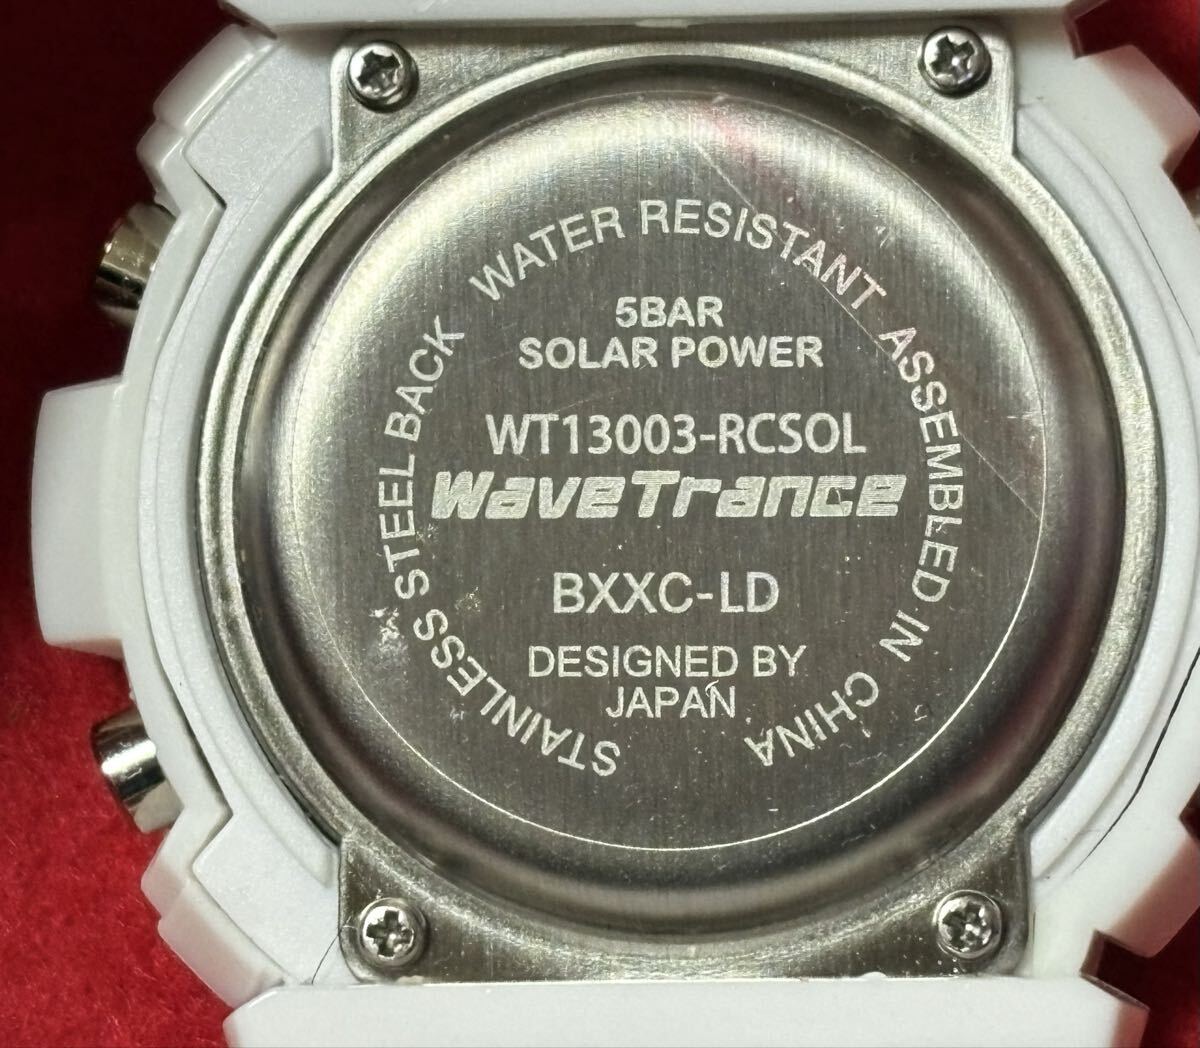 WATER RESISTANT ASSEMBLED IN CHINA
STAINLESS STEEL BACK
5BAR
SOLAR POWER
WT13003-RCSOL
WaveTrance
BXXC-LD
DESIGNED BY
JAPAN